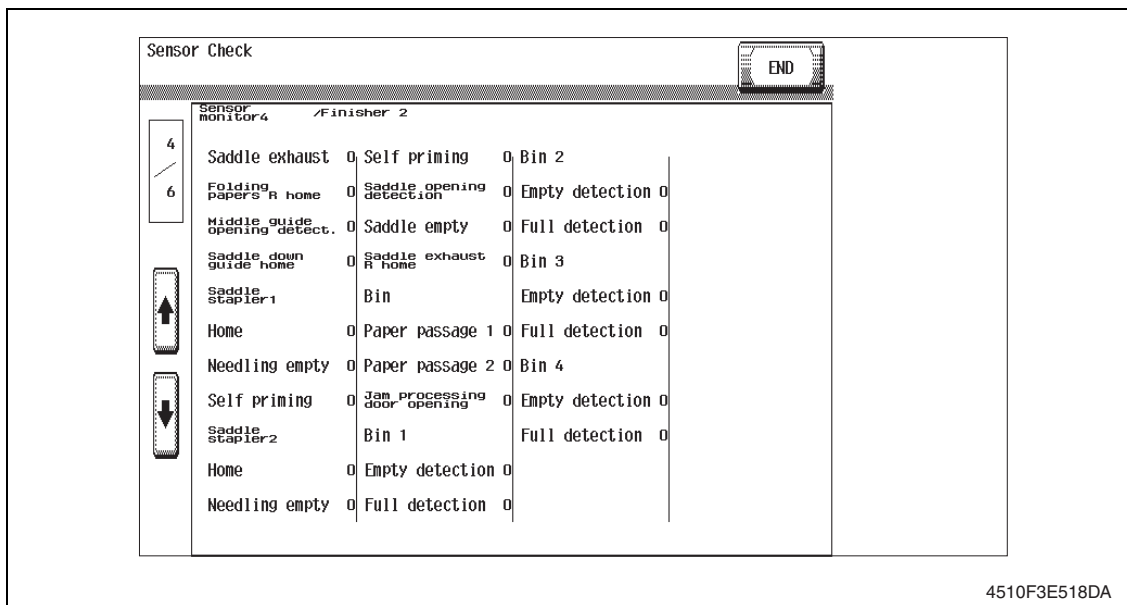 Sensor Check
END
Sensor
monitor4 /Finisher 2
4
/
6
Saddle exhaust 0
Folding
papers R home 0
Middle guide
opening detect. 0
Saddle down
guide home 0
Saddle
stapler1
Home 0
Needling empty 0
Self priming 0
Saddle
stapler2
Home 0
Needling empty 0
Self priming 0
Saddle opening
detection 0
Saddle empty 0
Saddle exhaust
R home 0
Bin
Paper passage 1 0
Paper passage 2 0
Jam processing
door opening 0
Bin 1
Empty detection 0
Full detection 0
Bin 2
Empty detection 0
Full detection 0
Bin 3
Empty detection 0
Full detection 0
Bin 4
Empty detection 0
Full detection 0
4510F3E518DA